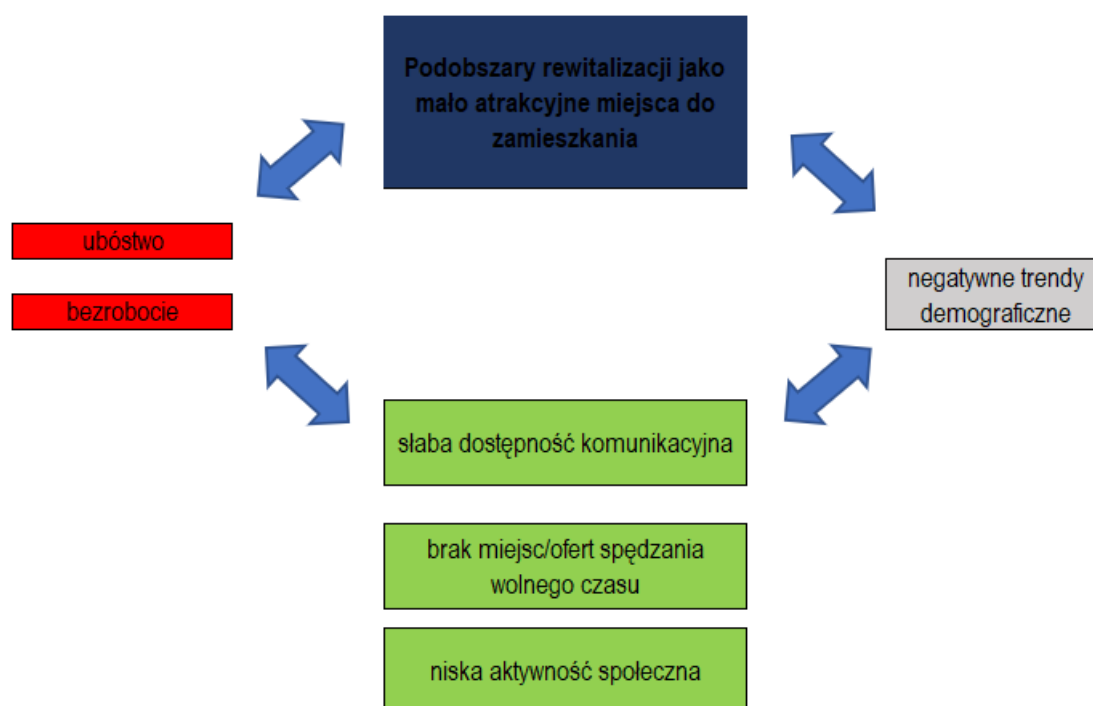 Podobszary rewitalizacji jako
mało atrakcyjne miejsca do
zamieszkania
ubóstwo
bezrobocie
negatywne trendy
demograficzne
słaba dostępność komunikacyjna
brak miejsc/ofert spędzania
wolnego czasu
niska aktywność społeczna